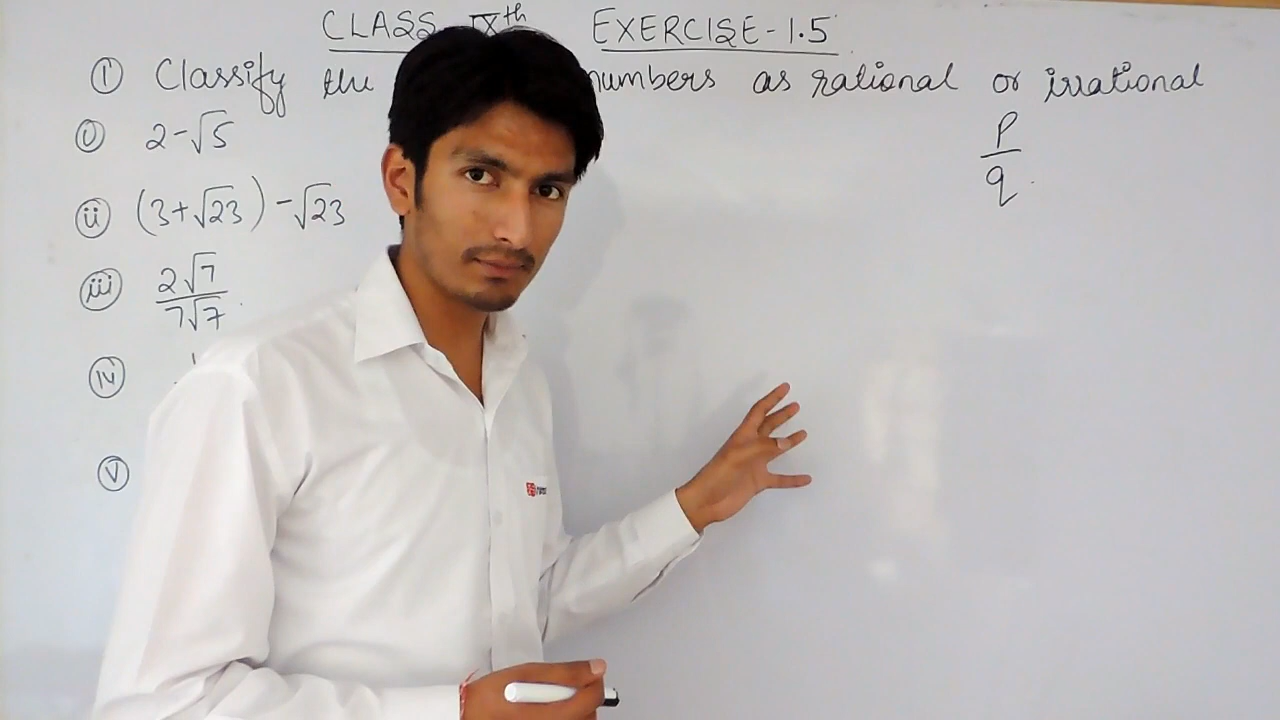 CLASS IXth EXERCISE-1.5
① Classify the numbers as rational or irrational
ⓘ 2-√5
p/q
ⓘⓘ (3+√23)-√23
ⓘⓘⓘ 2√7/7√7
ⓘⓥ
ⓥ